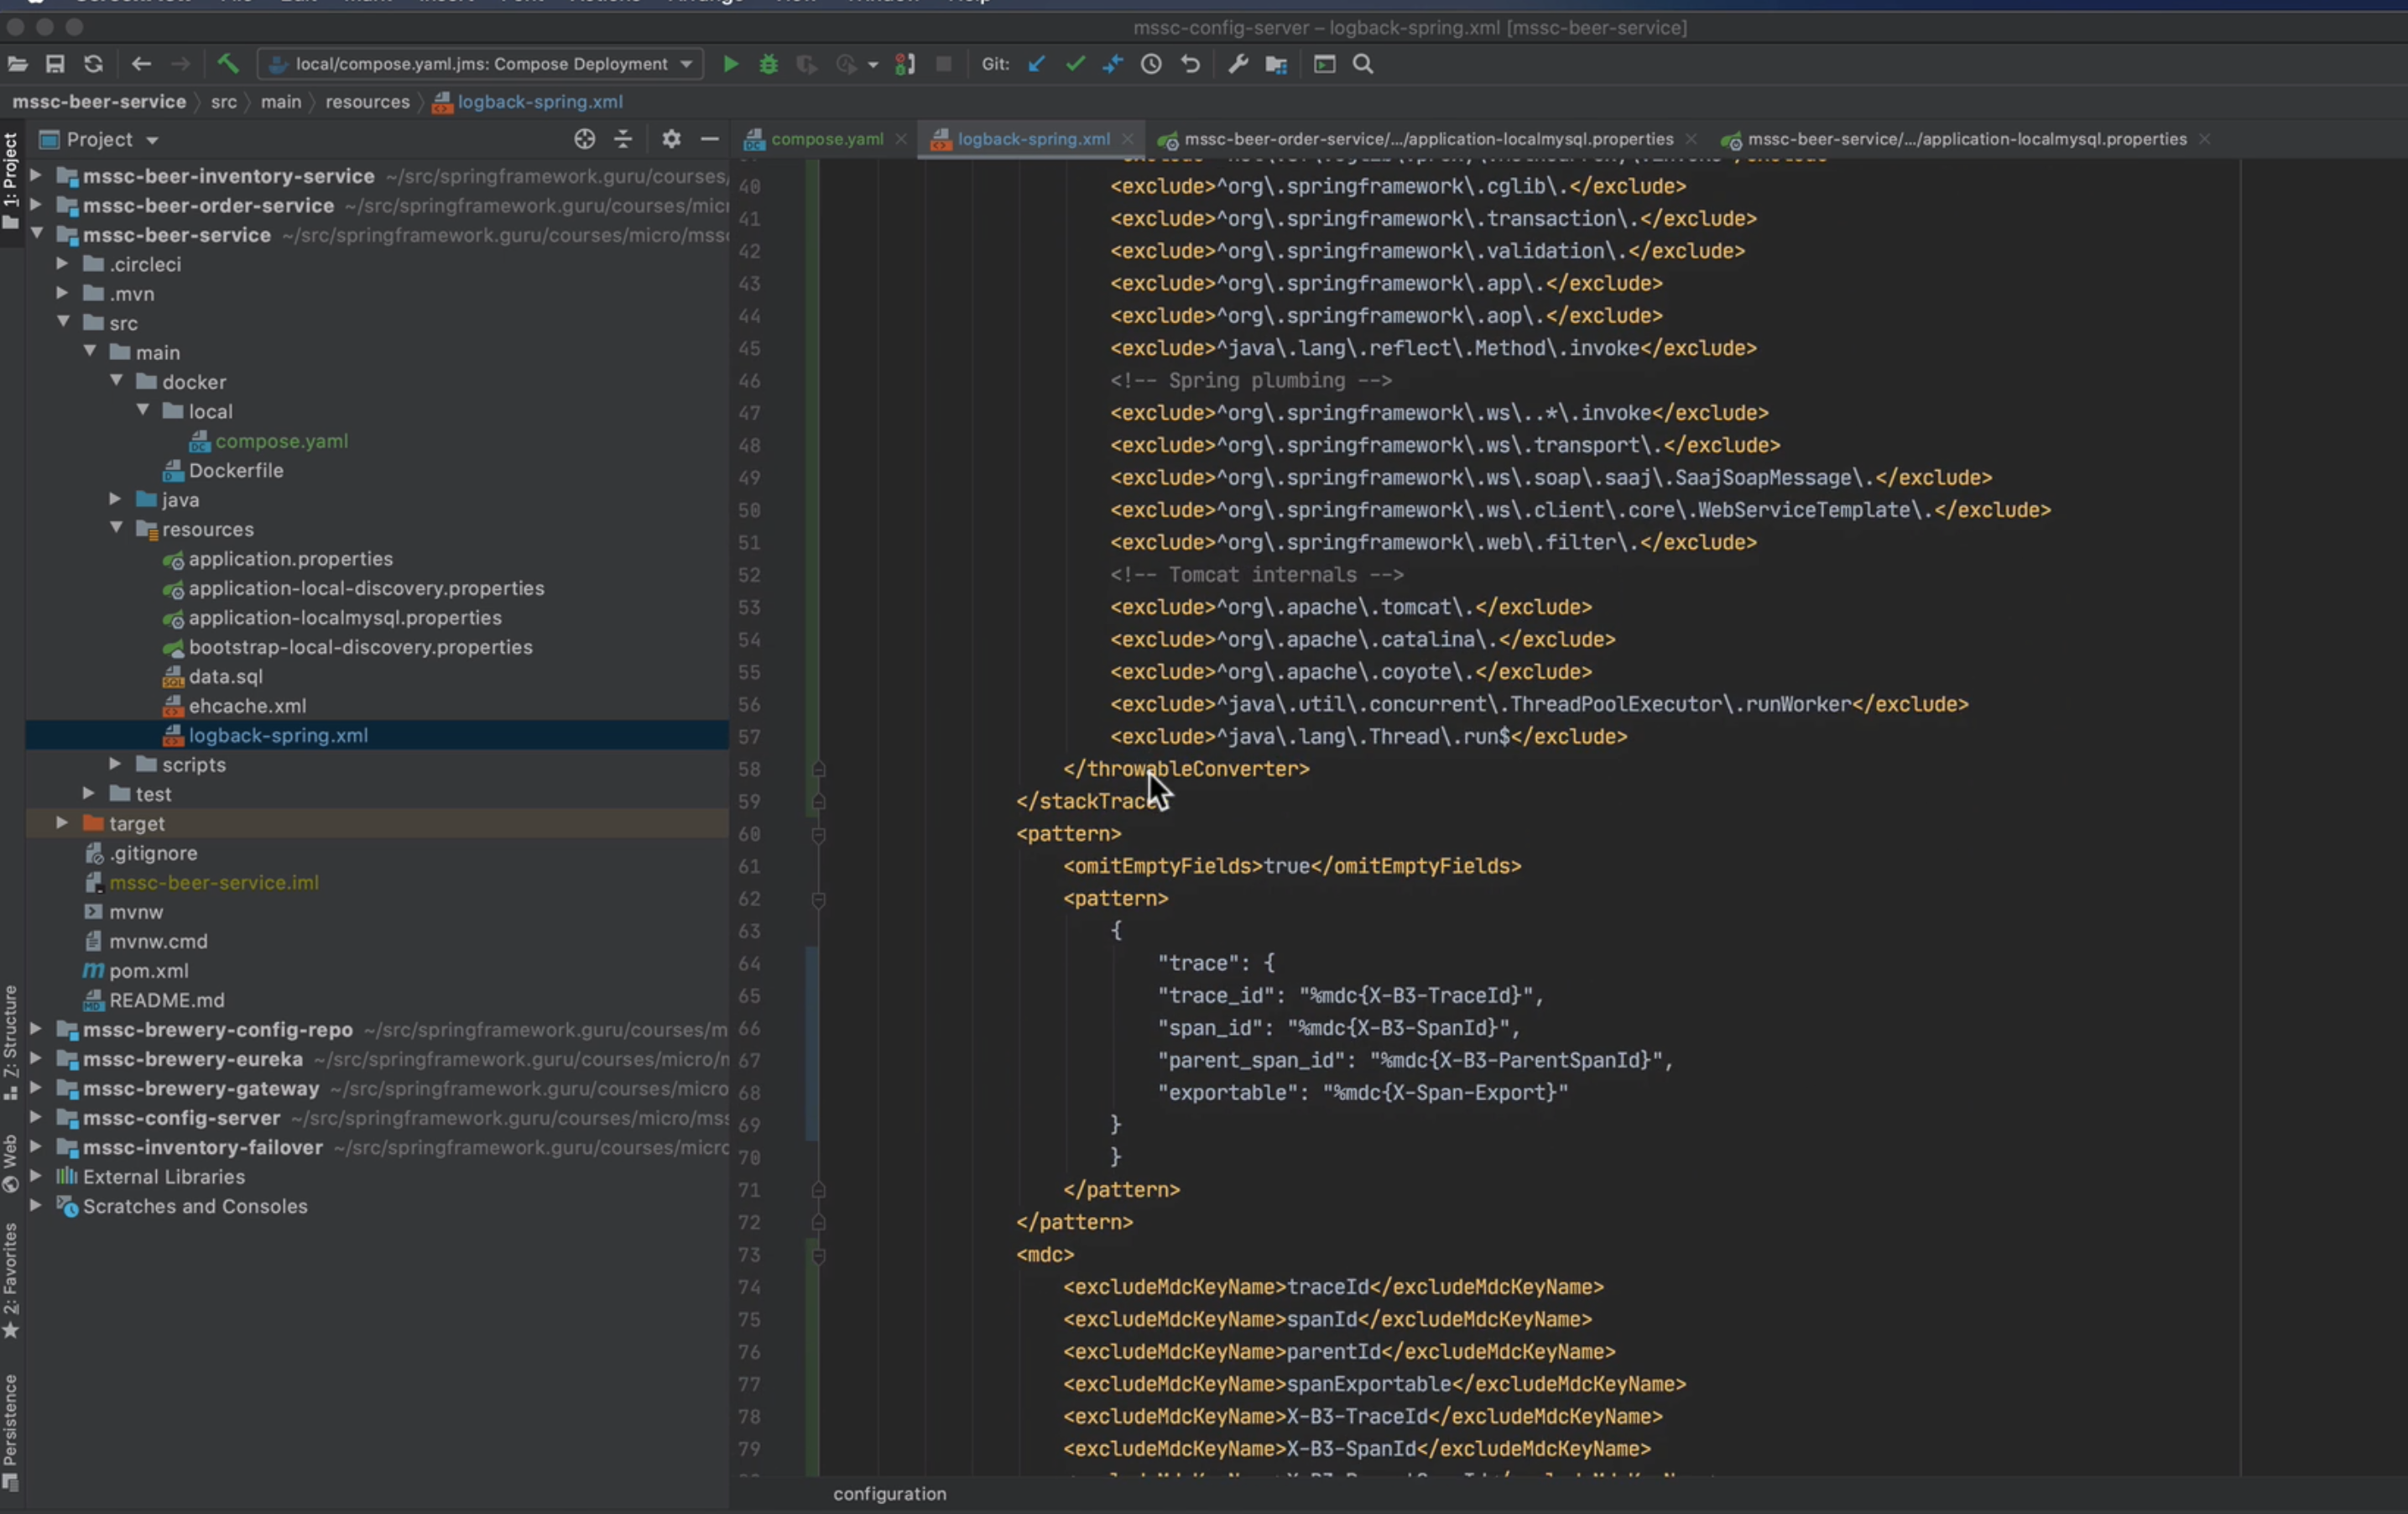 mssc-config-server – logback-spring.xml [mssc-beer-service]
local/compose.yaml.jms: Compose Deployment
Git:
mssc-beer-service
src
main
resources
logback-spring.xml
1: Project
Project
compose.yaml
logback-spring.xml
mssc-beer-order-service/.../application-localmysql.properties
mssc-beer-service/.../application-localmysql.properties
mssc-beer-inventory-service ~/src/springframework.guru/courses/
mssc-beer-order-service ~/src/springframework.guru/courses/micr
mssc-beer-service ~/src/springframework.guru/courses/micro/mss
.circleci
.mvn
src
main
docker
local
compose.yaml
Dockerfile
java
resources
application.properties
application-local-discovery.properties
application-localmysql.properties
bootstrap-local-discovery.properties
data.sql
ehcache.xml
logback-spring.xml
scripts
test
target
.gitignore
mssc-beer-service.iml
mvnw
mvnw.cmd
pom.xml
README.md
mssc-brewery-config-repo ~/src/springframework.guru/courses/m
mssc-brewery-eureka ~/src/springframework.guru/courses/micro/
mssc-brewery-gateway ~/src/springframework.guru/courses/micro
mssc-config-server ~/src/springframework.guru/courses/micro/mss
mssc-inventory-failover ~/src/springframework.guru/courses/micro
External Libraries
Scratches and Consoles
Z: Structure
Web
2: Favorites
Persistence
40 <exclude>^org\.springframework\.cglib\.</exclude>
41 <exclude>^org\.springframework\.transaction\.</exclude>
42 <exclude>^org\.springframework\.validation\.</exclude>
43 <exclude>^org\.springframework\.app\.</exclude>
44 <exclude>^org\.springframework\.aop\.</exclude>
45 <exclude>^java\.lang\.reflect\.Method\.invoke</exclude>
46 <!-- Spring plumbing -->
47 <exclude>^org\.springframework\.ws\..*\.invoke</exclude>
48 <exclude>^org\.springframework\.ws\.transport\.</exclude>
49 <exclude>^org\.springframework\.ws\.soap\.saaj\.SaajSoapMessage\.</exclude>
50 <exclude>^org\.springframework\.ws\.client\.core\.WebServiceTemplate\.</exclude>
51 <exclude>^org\.springframework\.web\.filter\.</exclude>
52 <!-- Tomcat internals -->
53 <exclude>^org\.apache\.tomcat\.</exclude>
54 <exclude>^org\.apache\.catalina\.</exclude>
55 <exclude>^org\.apache\.coyote\.</exclude>
56 <exclude>^java\.util\.concurrent\.ThreadPoolExecutor\.runWorker</exclude>
57 <exclude>^java\.lang\.Thread\.run$</exclude>
58 </throwableConverter>
59 </stackTrace
60 <pattern>
61 <omitEmptyFields>true</omitEmptyFields>
62 <pattern>
63 {
64 "trace": {
65 "trace_id": "%mdc{X-B3-TraceId}",
66 "span_id": "%mdc{X-B3-SpanId}",
67 "parent_span_id": "%mdc{X-B3-ParentSpanId}",
68 "exportable": "%mdc{X-Span-Export}"
69 }
70 }
71 </pattern>
72 </pattern>
73 <mdc>
74 <excludeMdcKeyName>traceId</excludeMdcKeyName>
75 <excludeMdcKeyName>spanId</excludeMdcKeyName>
76 <excludeMdcKeyName>parentId</excludeMdcKeyName>
77 <excludeMdcKeyName>spanExportable</excludeMdcKeyName>
78 <excludeMdcKeyName>X-B3-TraceId</excludeMdcKeyName>
79 <excludeMdcKeyName>X-B3-SpanId</excludeMdcKeyName>
configuration